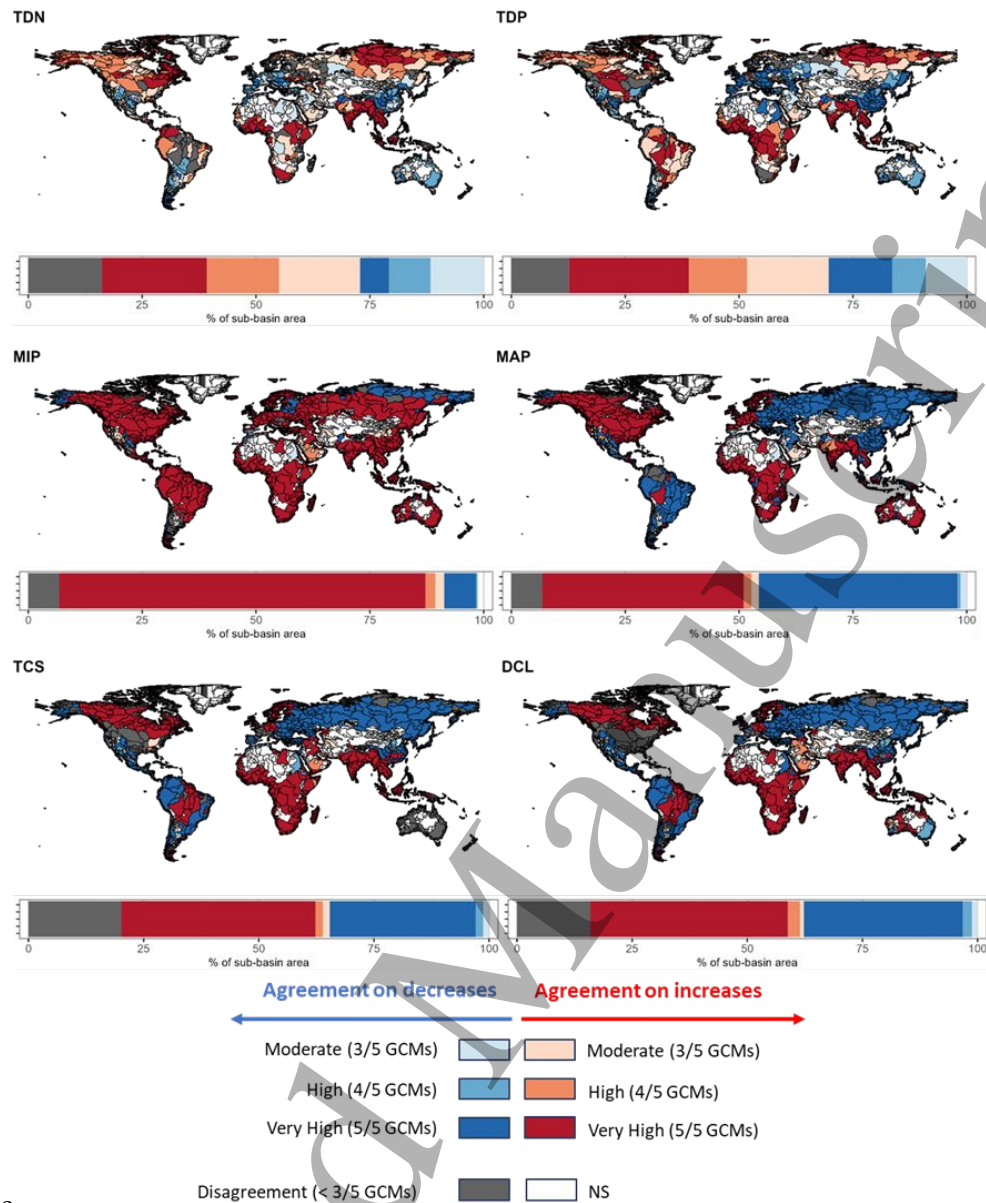 TDN TDP
0 25 50 75 100 0 25 50 75 100
% of sub-basin area % of sub-basin area
MIP MAP
0 25 50 75 100 0 25 50 75 100
% of sub-basin area % of sub-basin area
TCS DCL
0 25 50 75 100 0 25 50 75 100
% of sub-basin area % of sub-basin area
Agreement on decreases Agreement on increases
Moderate (3/5 GCMs) Moderate (3/5 GCMs)
High (4/5 GCMs) High (4/5 GCMs)
Very High (5/5 GCMs) Very High (5/5 GCMs)
Disagreement (< 3/5 GCMs) NS
d Manuscri